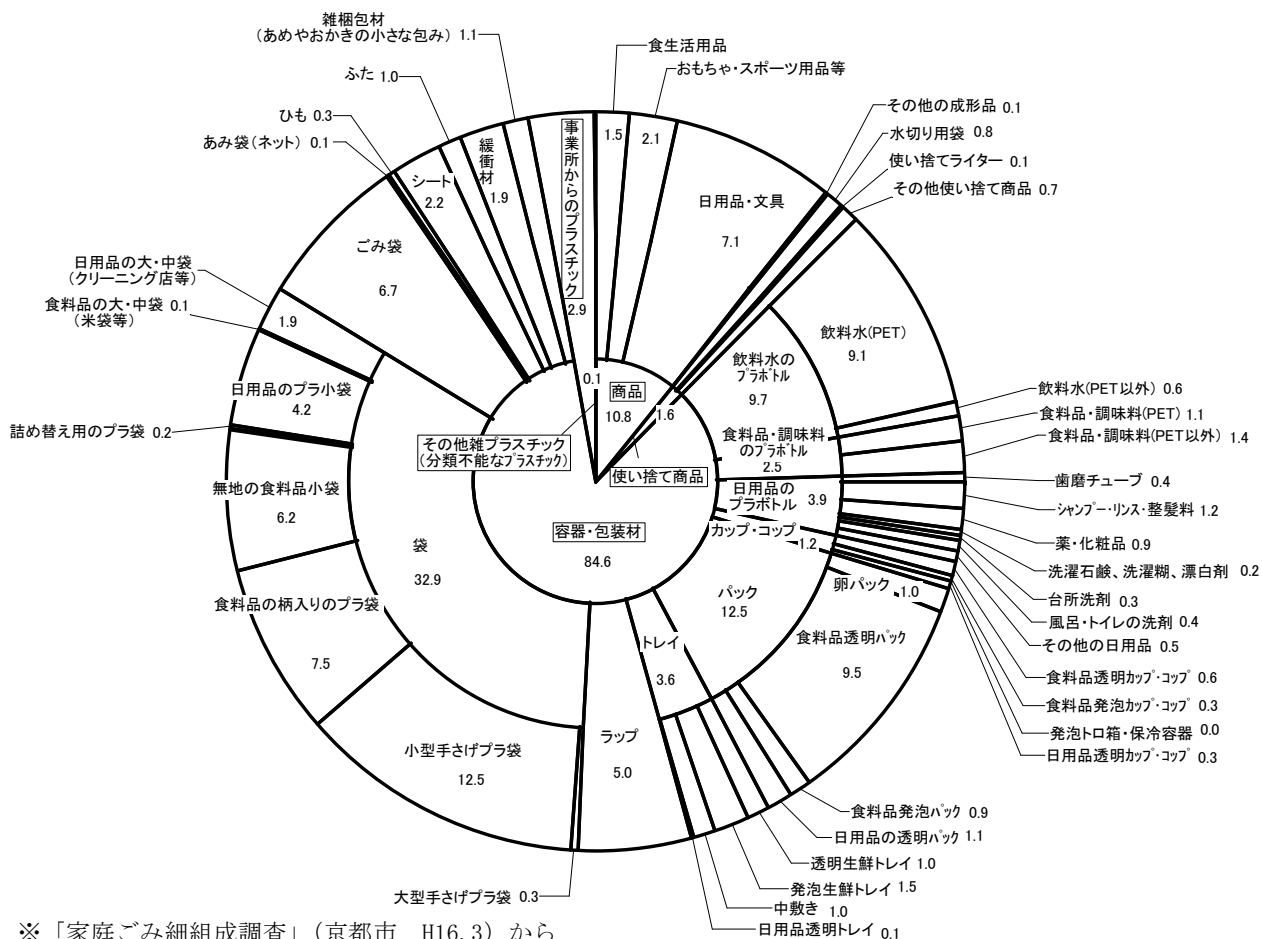 雑梱包材
(あめやおかきの小さな包み) 1.1
ふた 1.0
ひも 0.3
あみ袋(ネット) 0.1
シート
2.2
緩衝材
1.9
事業所からのプラスチック
2.9
食生活用品
1.5
おもちゃ・スポーツ用品等
2.1
日用品・文具
7.1
その他の成形品 0.1
水切り用袋 0.8
使い捨てライター 0.1
その他使い捨て商品 0.7
ごみ袋
6.7
日用品の大・中袋
(クリーニング店等)
1.9
食料品の大・中袋 0.1
(米袋等)
日用品のプラ小袋
4.2
詰め替え用のプラ袋 0.2
無地の食料品小袋
6.2
食料品の柄入りのプラ袋
7.5
小型手さげプラ袋
12.5
大型手さげプラ袋 0.3
袋
32.9
0.1
商品
10.8
1.6
その他雑プラスチック
(分類不能なプラスチック)
使い捨て商品
容器・包装材
84.6
飲料水のプラボトル
9.7
飲料水(PET)
9.1
飲料水(PET以外) 0.6
食料品・調味料のプラボトル
2.5
食料品・調味料(PET) 1.1
食料品・調味料(PET以外) 1.4
日用品のプラボトル
3.9
歯磨チューブ 0.4
シャンプー・リンス・整髪料 1.2
薬・化粧品 0.9
洗濯石鹸、洗濯糊、漂白剤 0.2
台所洗剤 0.3
風呂・トイレの洗剤 0.4
その他の日用品 0.5
カップ・コップ
1.2
食料品透明カップ・コップ 0.6
食料品発泡カップ・コップ 0.3
発泡トロ箱・保冷容器 0.0
日用品透明カップ・コップ 0.3
パック
12.5
卵パック 1.0
食料品透明パック
9.5
食料品発泡パック 0.9
日用品の透明パック 1.1
トレイ
3.6
透明生鮮トレイ 1.0
発泡生鮮トレイ 1.5
中敷き 1.0
日用品透明トレイ 0.1
ラップ
5.0
※「家庭ごみ細組成調査」(京都市 H16.3)から